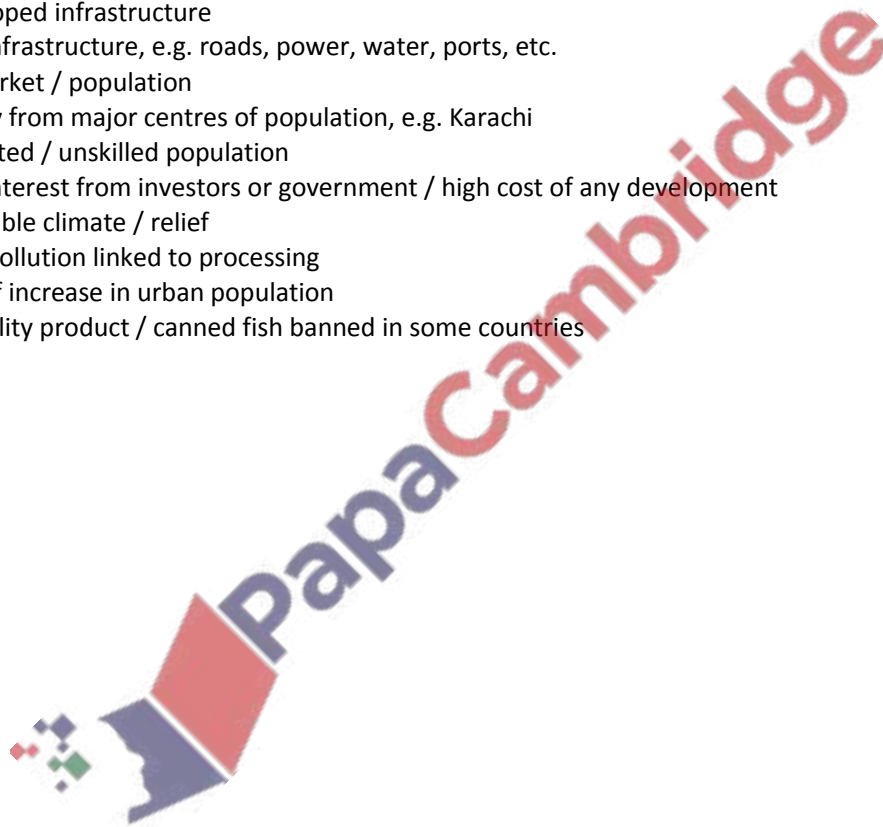 oped infrastructure
nfrastructure, e.g. roads, power, water, ports, etc.
rket / population
y from major centres of population, e.g. Karachi
ted / unskilled population
nterest from investors or government / high cost of any development
ble climate / relief
ollution linked to processing
f increase in urban population
lity product / canned fish banned in some countries
PapaCambridge